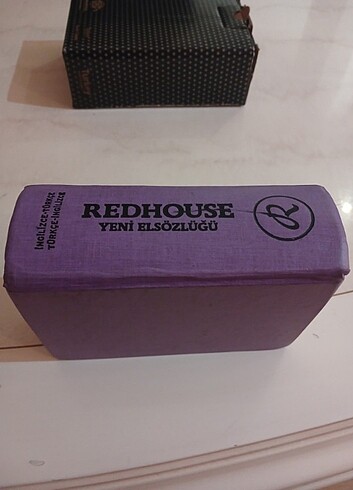 İNGİLİZCE-TÜRKÇE
TÜRKÇE-İNGİLİZCE
REDHOUSE
YENİ ELSÖZLÜĞÜ
R